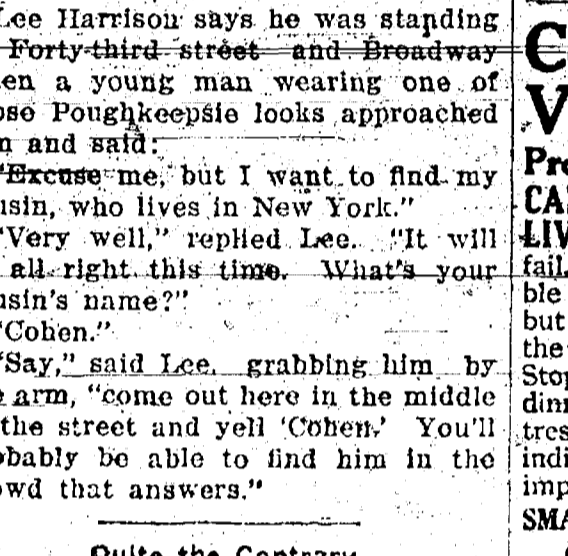 Lee Harrison says he was standing
Forty-third street and Broadway
en a young man wearing one of
ose Poughkeepsie looks approached
m and said:
"Excuse me, but I want to find my
usin, who lives in New York."
"Very well," replied Lee. "It will
all right this time. What's your
usin's name?"
"Cohen."
"Say," said Lee, grabbing him by
e arm, "come out here in the middle
the street and yell 'Cohen.' You'll
obably be able to find him in the
owd that answers."
Quite the Contrary
C
V
Pro
CA
LIV
fail
ble
but
the
Stop
dinn
tres
indi
imp
SMA